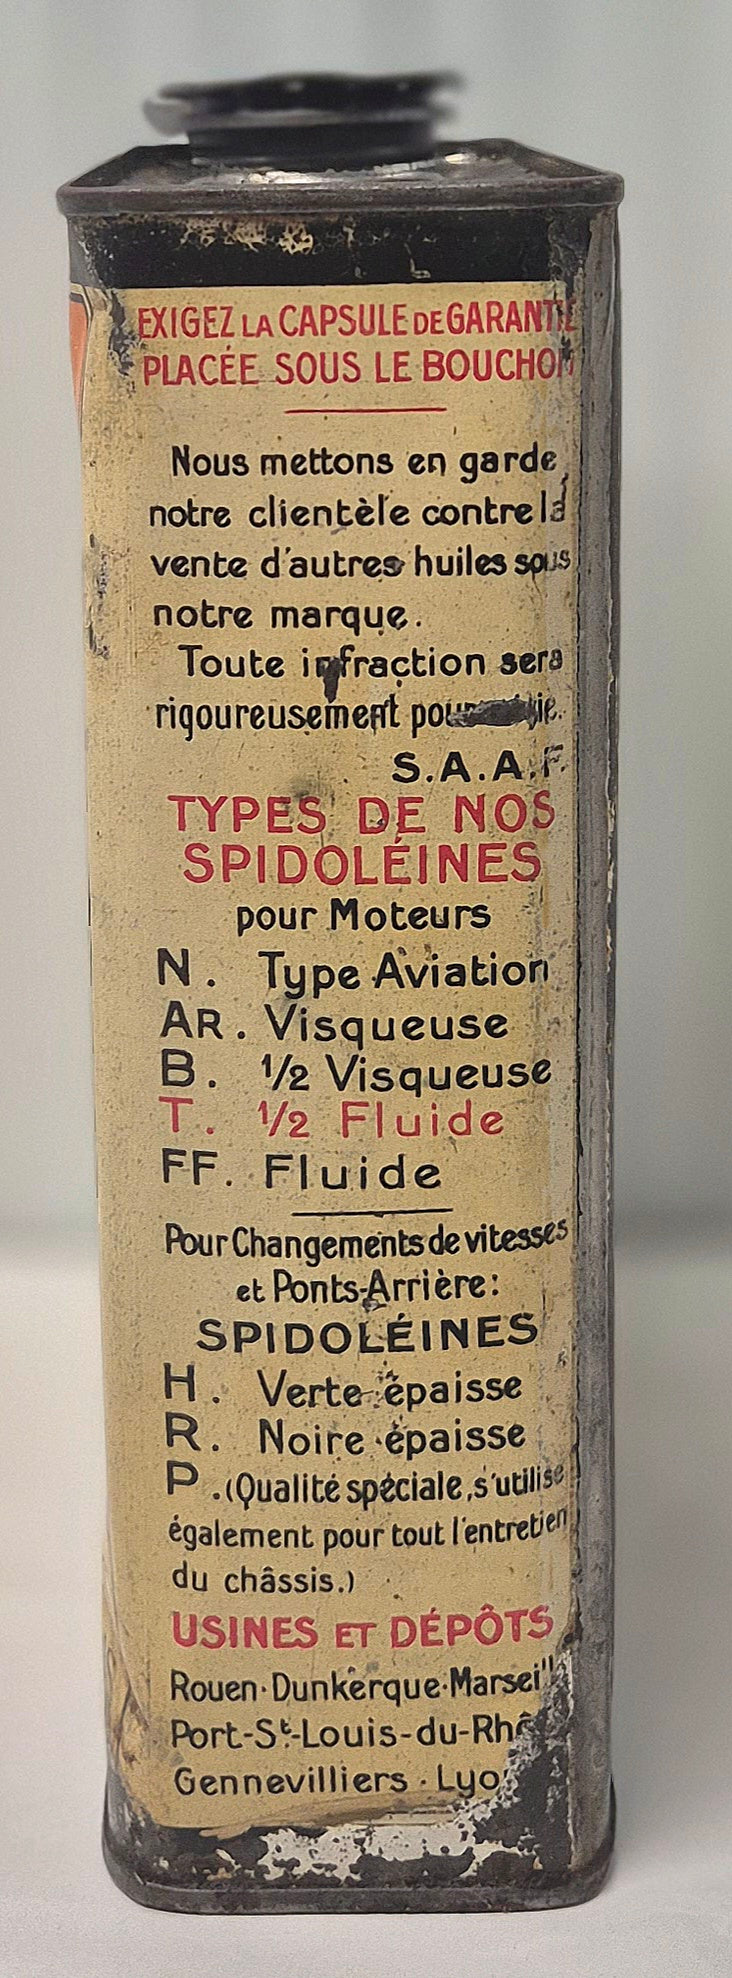 EXIGEZ LA CAPSULE DE GARANTIE
PLACÉE SOUS LE BOUCHON
Nous mettons en garde
notre clientèle contre la
vente d'autres huiles sous
notre marque.
Toute infraction sera
rigoureusement
S.A.A.F.
TYPES DE NOS
SPIDOLÉINES
pour Moteurs
N. Type Aviation
AR. Visqueuse
B. 1/2 Visqueuse
T. 1/2 Fluide
FF. Fluide
Pour Changements de vitesses
et Ponts-Arrière:
SPIDOLÉINES
H. Verte épaisse
R. Noire épaisse
P. (Qualité spéciale, s'utilise
également pour tout l'entretien
du châssis.)
USINES ET DÉPÔTS
Rouen·Dunkerque·Marseil
Port-St-Louis-du-Rhô
Gennevilliers·Lyo